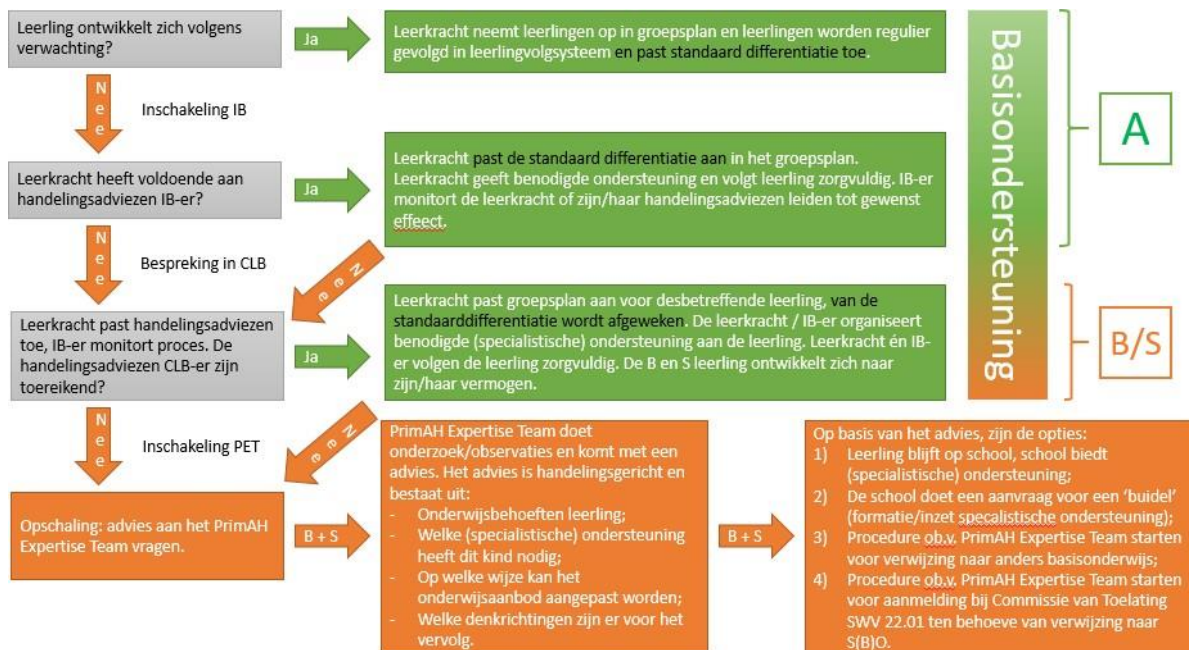 Leerling ontwikkelt zich volgens
verwachting?
Ja
Leerkracht neemt leerlingen op in groepsplan en leerlingen worden regulier
gevolgd in leerlingvolgsysteem en past standaard differentiatie toe.
Nee
Inschakeling IB
Leerkracht heeft voldoende aan
handelingsadviezen IB-er?
Ja
Leerkracht past de standaard differentiatie aan in het groepsplan.
Leerkracht geeft benodigde ondersteuning en volgt leerling zorgvuldig. IB-er
monitort de leerkracht of zijn/haar handelingsadviezen leiden tot gewenst
effeect.
Nee
Bespreking in CLB
Nee
Leerkracht past handelingsadviezen
toe, IB-er monitort proces. De
handelingsadviezen CLB-er zijn
toereikend?
Ja
Leerkracht past groepsplan aan voor desbetreffende leerling, van de
standaarddifferentiatie wordt afgeweken. De leerkracht / IB-er organiseert
benodigde (specialistische) ondersteuning aan de leerling. Leerkracht én IB-
er volgen de leerling zorgvuldig. De B en S leerling ontwikkelt zich naar
zijn/haar vermogen.
Nee
Inschakeling PET
Nee
Opschaling: advies aan het PrimAH
Expertise Team vragen.
B + S
PrimAH Expertise Team doet
onderzoek/observaties en komt met een
advies. Het advies is handelingsgericht en
bestaat uit:
- Onderwijsbehoeften leerling;
- Welke (specialistische) ondersteuning
heeft dit kind nodig;
- Op welke wijze kan het
onderwijsaanbod aangepast worden;
- Welke denkrichtingen zijn er voor het
vervolg.
B + S
Op basis van het advies, zijn de opties:
1) Leerling blijft op school, school biedt
(specialistische) ondersteuning;
2) De school doet een aanvraag voor een ‘buidel’
(formatie/inzet specalistische ondersteuning);
3) Procedure ob.v. PrimAH Expertise Team starten
voor verwijzing naar anders basisonderwijs;
4) Procedure ob.v. PrimAH Expertise Team starten
voor aanmelding bij Commissie van Toelating
SWV 22.01 ten behoeve van verwijzing naar
S(B)O.
Basisondersteuning
A
B/S